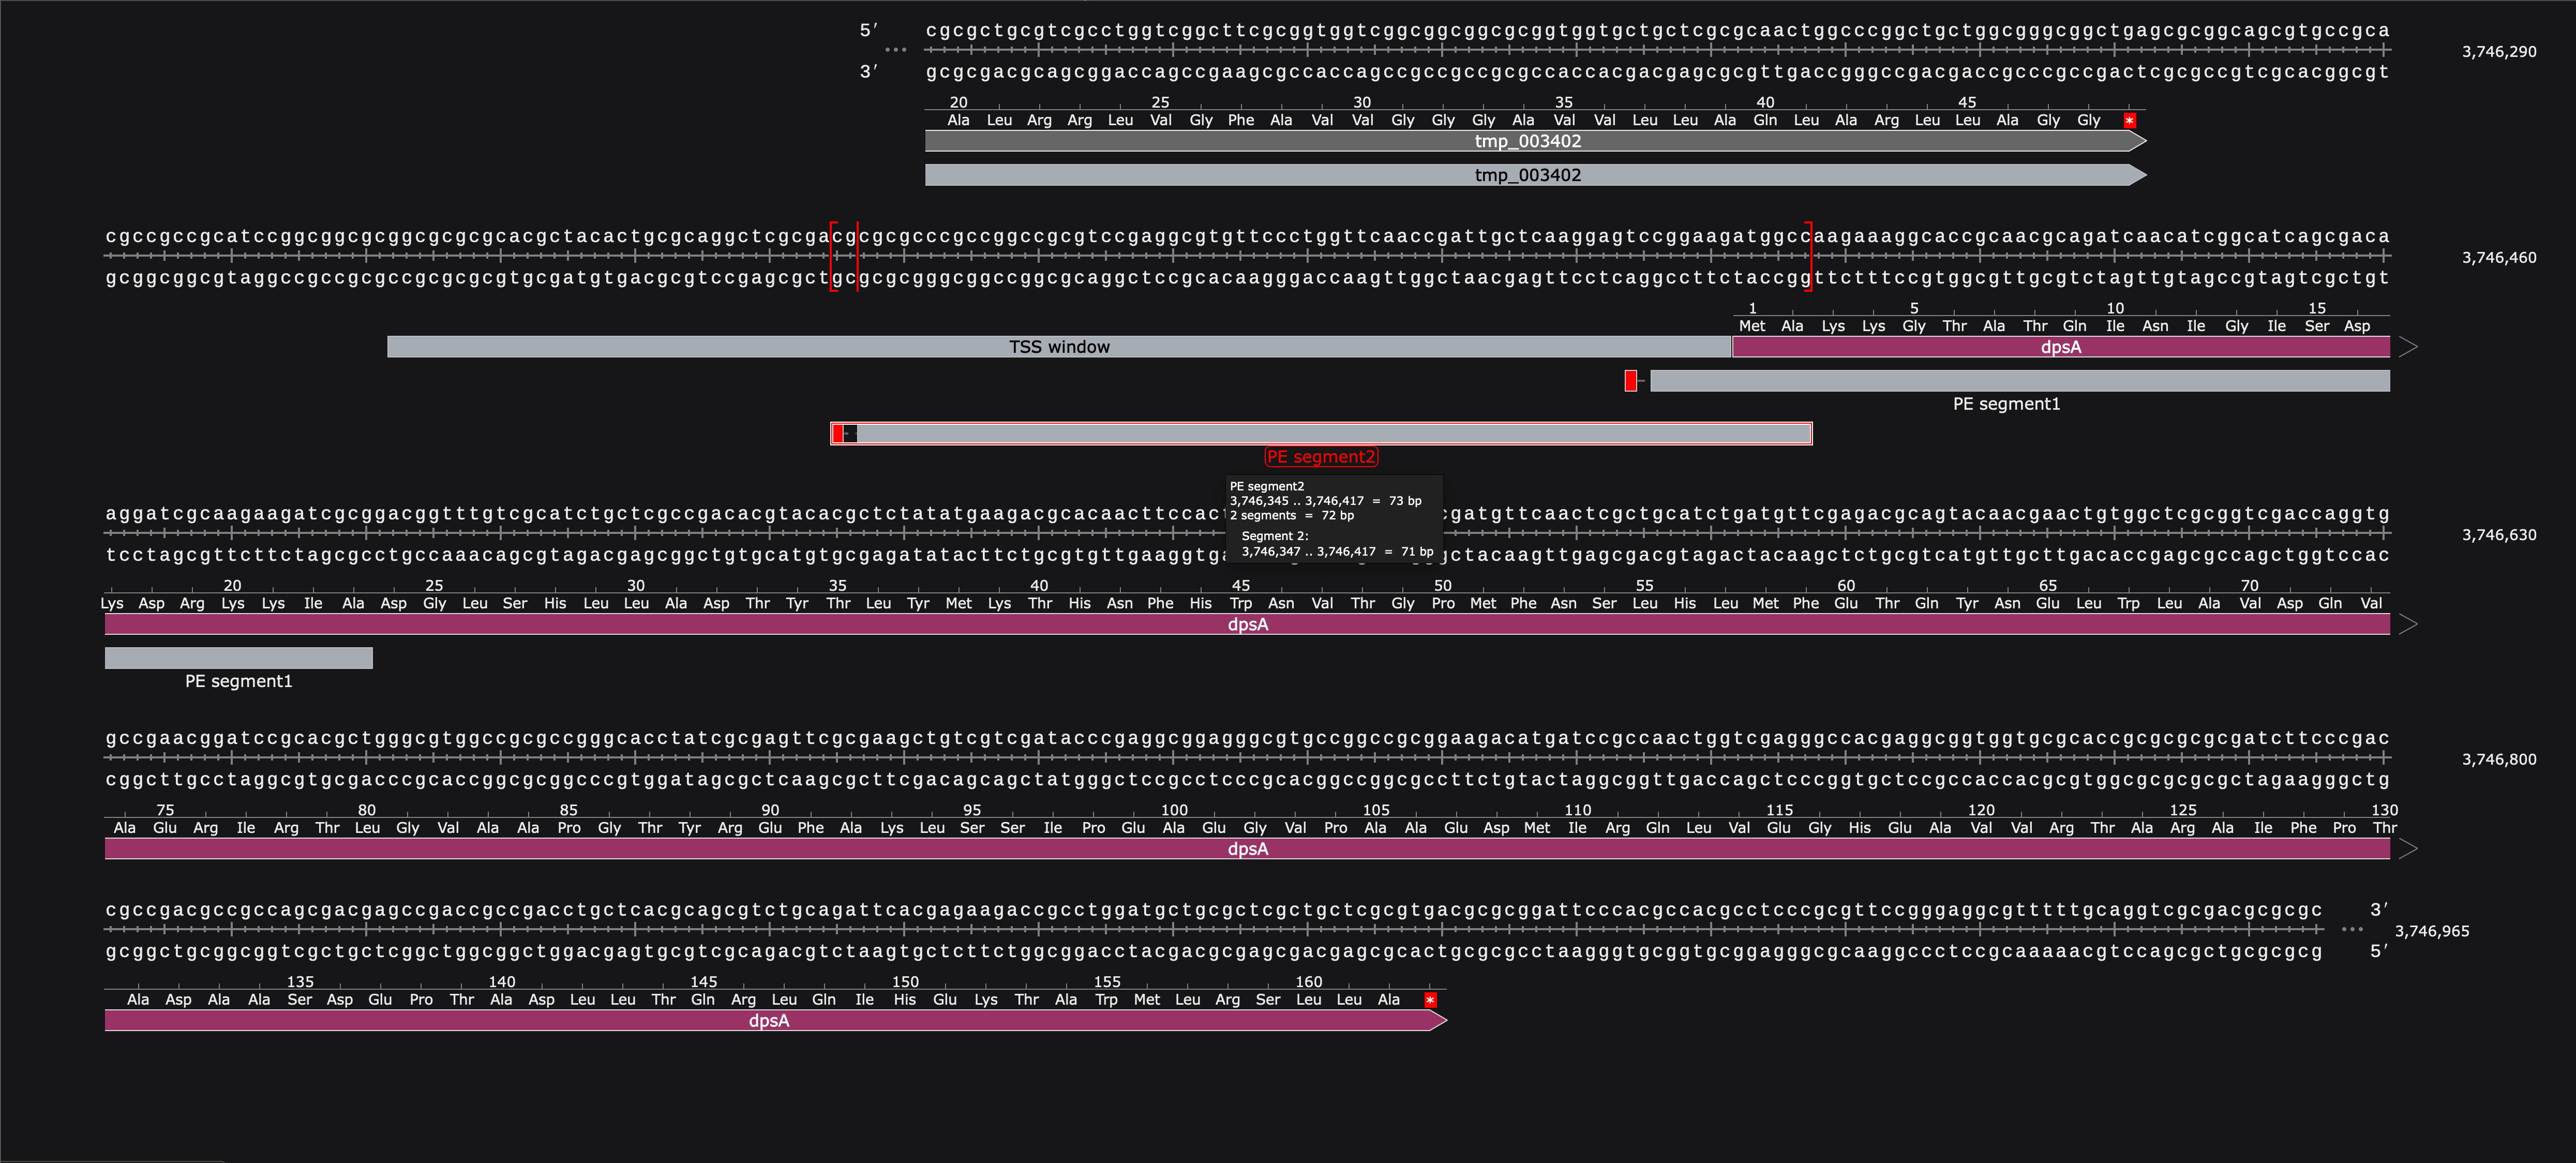 5′ cgcgctgcgtcgcctggtcggcttcgcggtggtcggcggcggcgcggtggtgctgctcgcgcaactggcccggctgctggcgggcggctgagcgcggcagcgtgccgca
3,746,290
3′ gcgcgacgcagcggaccagccgaagcgccaccagccgccgccgcgccaccacgacgagcgcgttgaccgggccgacgaccgcccgccgactcgcgccgtcgcacggcgt
20 25 30 35 40 45
Ala Leu Arg Arg Leu Val Gly Phe Ala Val Val Gly Gly Gly Ala Val Val Leu Leu Ala Gln Leu Ala Arg Leu Leu Ala Gly Gly *
tmp_003402
tmp_003402
cgccgccgcatccggcggcgcggcgcgcgcacgctacactgcgcaggctcgcgacgcgcgcccgccggccgcgtccgaggcgtgttccctggttcaaccgattgctcaaggagtccggaagatggccaagaaaggcaccgcaacgcagatcaacatcggcatcagcgaca
3,746,460
gcggcggcgtaggccgccgcgccgcgcgcgtgcgatgtgacgcgtccgagcgctgcgcgcgggcggccggcgcaggctccgcacaagggaccaagttggctaacgagttcctcaggccttctaccggttctttccgtggcgttgcgtctagttgtagccgtagtcgctgt
1 5 10 15
Met Ala Lys Lys Gly Thr Ala Thr Gln Ile Asn Ile Gly Ile Ser Asp
TSS window
dpsA
PE segment1
PE segment2
PE segment2
3,746,345 .. 3,746,417 = 73 bp
2 segments = 72 bp
Segment 2:
3,746,347 .. 3,746,417 = 71 bp
aggatcgcaagaagatcgcggacggtttgtcgcatctgctcgccgacacgtacacgctctatatgaagacgcacaacttccact
cgatgttcaactcgctgcatctgatgttcgagacgcagtacaacgaactgtggctcgcggtcgaccaggtg
3,746,630
tcctagcgttcttctagcgcctgccaaacagcgtagacgagcggctgtgcatgtgcgagatatacttctgcgtgttgaaggtga
20 25 30 35 40 45 50 55 60 65 70
Lys Asp Arg Lys Lys Ile Ala Asp Gly Leu Ser His Leu Leu Ala Asp Thr Tyr Thr Leu Tyr Met Lys Thr His Asn Phe His Trp Asn Val Thr Gly Pro Met Phe Asn Ser Leu His Leu Met Phe Glu Thr Gln Tyr Asn Glu Leu Trp Leu Ala Val Asp Gln Val
dpsA
PE segment1
gccgaacggatccgcacgctgggcgtggccgcgccgggcacctatcgcgagttcgcgaagctgtcgtcgatacccgaggcggagggcgtgccggccgcggaagacatgatccgccaactggtcgagggccacgaggcggtggtgcgcaccgcgcgcgcgatcttcccgac
3,746,800
cggcttgcctaggcgtgcgacccgcaccggcgcggcccgtggatagcgctcaagcgcttcgacagcagctatgggctccgcctcccgcacggccggcgccttctgtactaggcggttgaccagctcccggtgctccgccaccacgcgtggcgcgcgcgctagaagggctg
75 80 85 90 95 100 105 110 115 120 125 130
Ala Glu Arg Ile Arg Thr Leu Gly Val Ala Ala Pro Gly Thr Tyr Arg Glu Phe Ala Lys Leu Ser Ser Ile Pro Glu Ala Glu Gly Val Pro Ala Ala Glu Asp Met Ile Arg Gln Leu Val Glu Gly His Glu Ala Val Val Arg Thr Ala Arg Ala Ile Phe Pro Thr
dpsA
cgccgacgccgccagcgacgagccgaccgccgacctgctcacgcagcgtctgcagattcacgagaagaccgcctggatgctgcgctcgctgctcgcgtgacgcgcggattcccacgccacgcctcccgcgttccgggaggcgtttttgcaggtcgcgacgcgcgc 3′
3,746,965
gcggctgcggcggtcgctgctcggctggcggctggacgagtgcgtcgcagacgtctaagtgctcttctggcggacctacgacgcgagcgacgagcgcactgcgcgcctaagggtgcggtgcggagggcgcaaggccctccgcaaaaacgtccagcgctgcgcgcg 5′
135 140 145 150 155 160
Ala Asp Ala Ala Ser Asp Glu Pro Thr Ala Asp Leu Leu Thr Gln Arg Leu Gln Ile His Glu Lys Thr Ala Trp Met Leu Arg Ser Leu Leu Ala *
dpsA